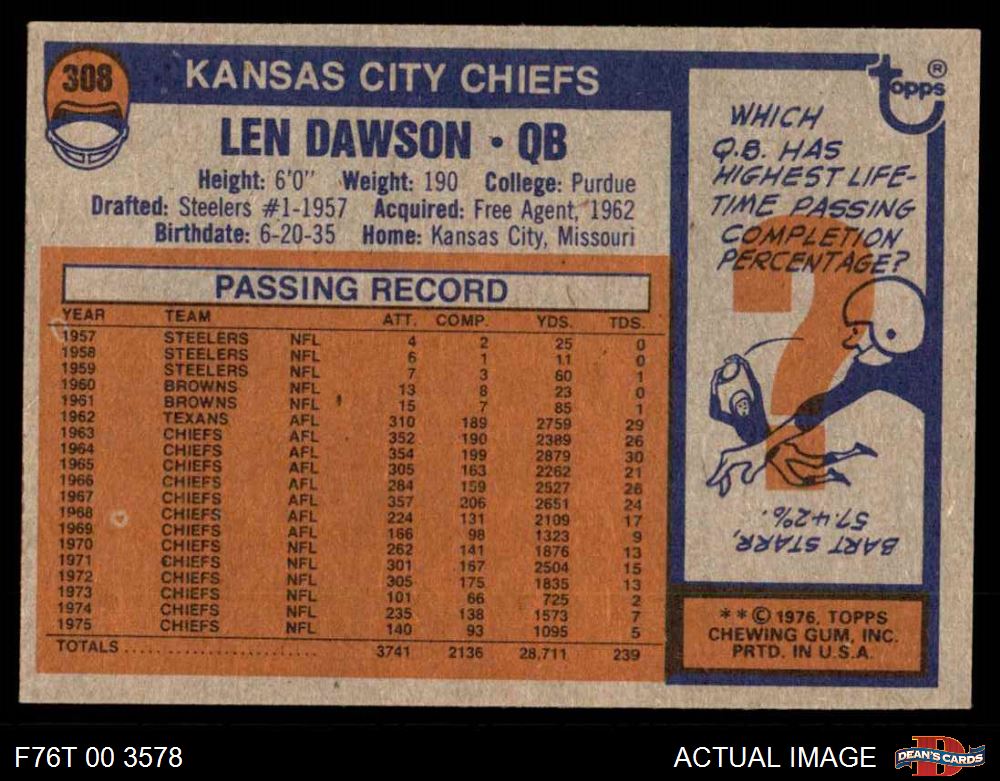 308
KANSAS CITY CHIEFS
LEN DAWSON • QB
Height: 6'0" Weight: 190 College: Purdue
Drafted: Steelers #1-1957 Acquired: Free Agent, 1962
Birthdate: 6-20-35 Home: Kansas City, Missouri
PASSING RECORD
YEAR TEAM ATT. COMP. YDS. TDS.
1957 STEELERS NFL 4 2 25 0
1958 STEELERS NFL 6 1 11 0
1959 STEELERS NFL 7 3 60 1
1960 BROWNS NFL 13 8 23 0
1961 BROWNS NFL 15 7 85 1
1962 TEXANS AFL 310 189 2759 29
1963 CHIEFS AFL 352 190 2389 26
1964 CHIEFS AFL 354 199 2879 30
1965 CHIEFS AFL 305 163 2262 21
1966 CHIEFS AFL 284 159 2527 26
1967 CHIEFS AFL 357 206 2651 24
1968 CHIEFS AFL 224 131 2109 17
1969 CHIEFS AFL 166 98 1323 9
1970 CHIEFS NFL 262 141 1876 13
1971 CHIEFS NFL 301 167 2504 15
1972 CHIEFS NFL 305 175 1835 13
1973 CHIEFS NFL 101 66 725 2
1974 CHIEFS NFL 235 138 1573 7
1975 CHIEFS NFL 140 93 1095 5
TOTALS 3741 2136 28,711 239
topps ®
WHICH
Q.B. HAS
HIGHEST LIFE-
TIME PASSING
COMPLETION
PERCENTAGE?
?
BART STARR,
57.42%.
**© 1976, TOPPS
CHEWING GUM, INC.
PRTD. IN U.S.A.
F76T 00 3578
ACTUAL IMAGE
D
DEAN'S CARDS